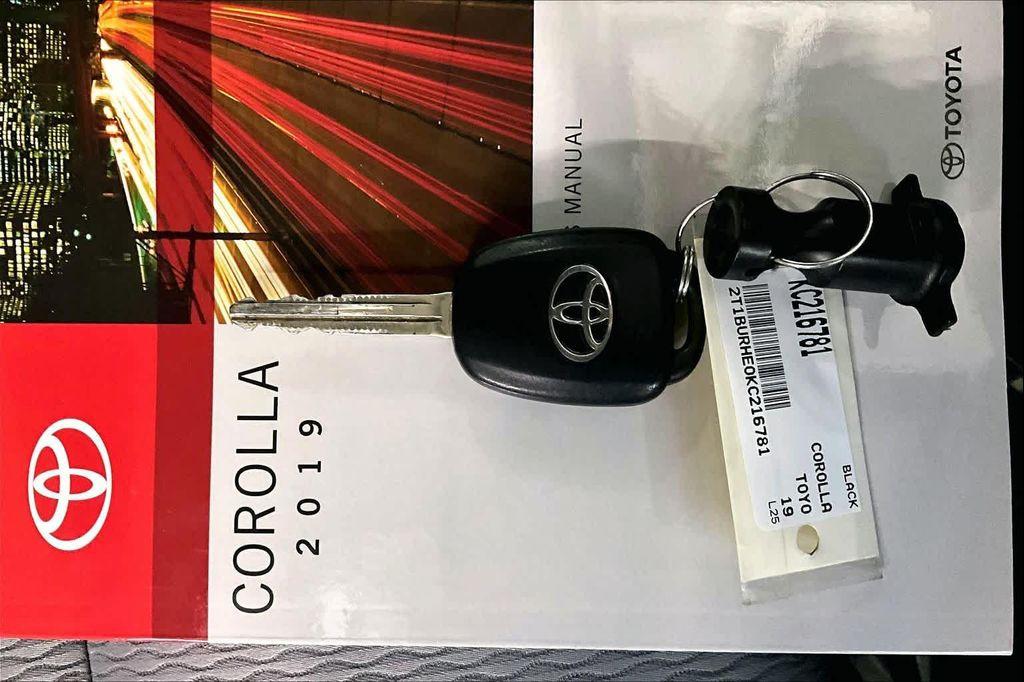 COROLLA
2019
MANUAL
TOYOTA
KC216781
2T1BURHE0KC216781
BLACK
COROLLA
TOYO
19
L25